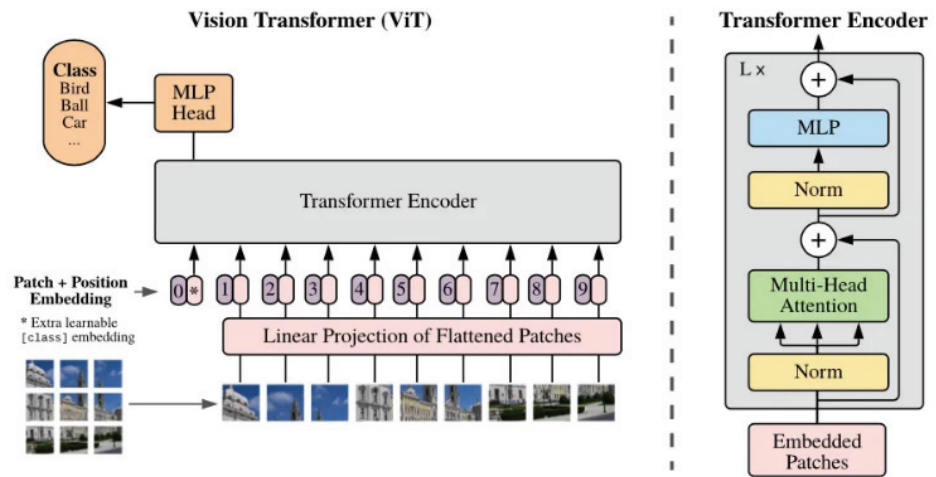 Vision Transformer (ViT)
Class
Bird
Ball
Car
...
MLP
Head
Transformer Encoder
Patch + Position
Embedding
0 * 1 2 3 4 5 6 7 8 9
* Extra learnable
[class] embedding
Linear Projection of Flattened Patches
Transformer Encoder
L x
+
MLP
Norm
+
Multi-Head
Attention
Norm
Embedded
Patches